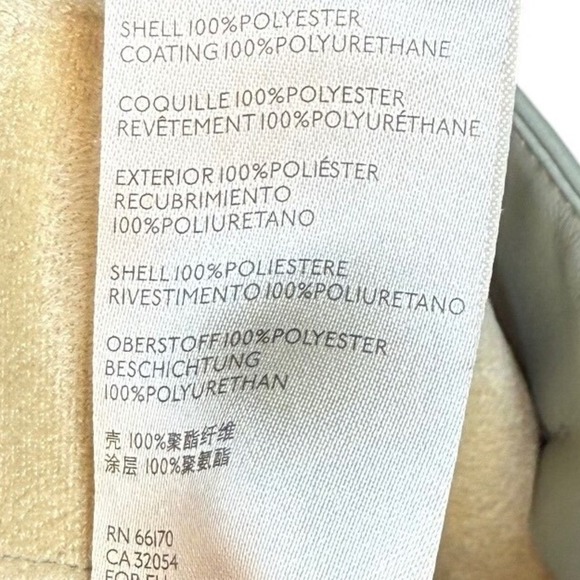 SHELL 100%POLYESTER
COATING 100%POLYURETHANE
COQUILLE 100%POLYESTER
REVÊTEMENT 100%POLYURÉTHANE
EXTERIOR 100%POLIÉSTER
RECUBRIMIENTO
100%POLIURETANO
SHELL 100%POLIESTERE
RIVESTIMENTO 100%POLIURETANO
OBERSTOFF 100%POLYESTER
BESCHICHTUNG
100%POLYURETHAN
壳 100%聚酯纤维
涂层 100%聚氨酯
RN 66170
CA 32054
FOR EU